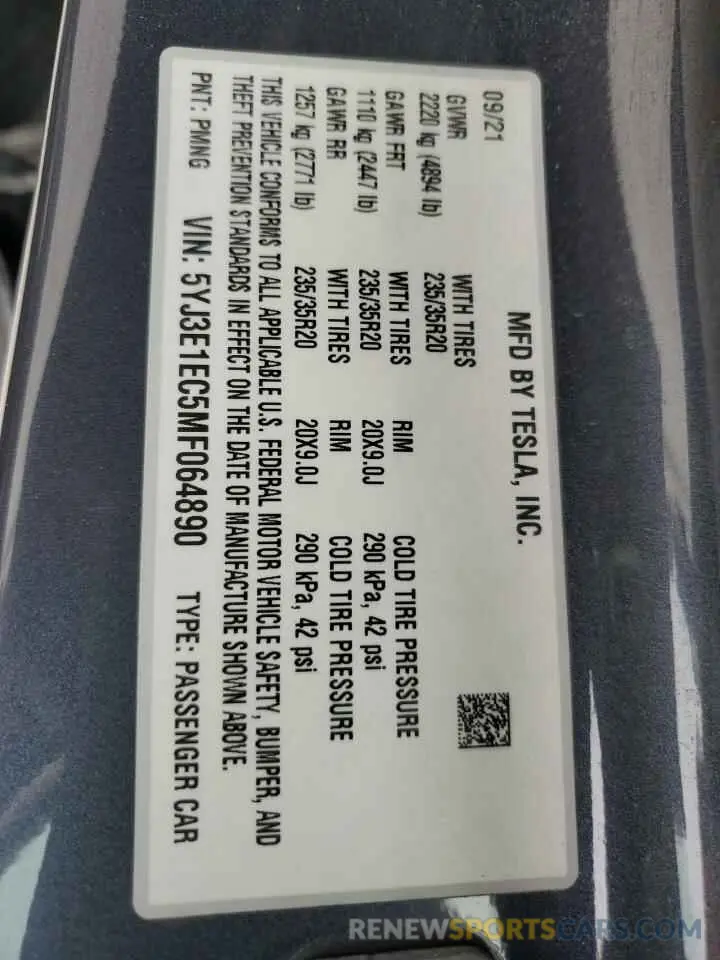 MFD BY TESLA, INC.
09/21
GVWR
2220 kg (4894 lb)
WITH TIRES
235/35R20
GAWR FRT
1110 kg (2447 lb)
WITH TIRES
235/35R20
RIM
20X9.0J
COLD TIRE PRESSURE
290 kPa, 42 psi
GAWR RR
1257 kg (2771 lb)
WITH TIRES
235/35R20
RIM
20X9.0J
COLD TIRE PRESSURE
290 kPa, 42 psi
THIS VEHICLE CONFORMS TO ALL APPLICABLE U.S. FEDERAL MOTOR VEHICLE SAFETY, BUMPER, AND
THEFT PREVENTION STANDARDS IN EFFECT ON THE DATE OF MANUFACTURE SHOWN ABOVE.
PNT: PMNG VIN: 5YJ3E1EC5MF064890 TYPE: PASSENGER CAR
RENEWSPORTSCARS.COM